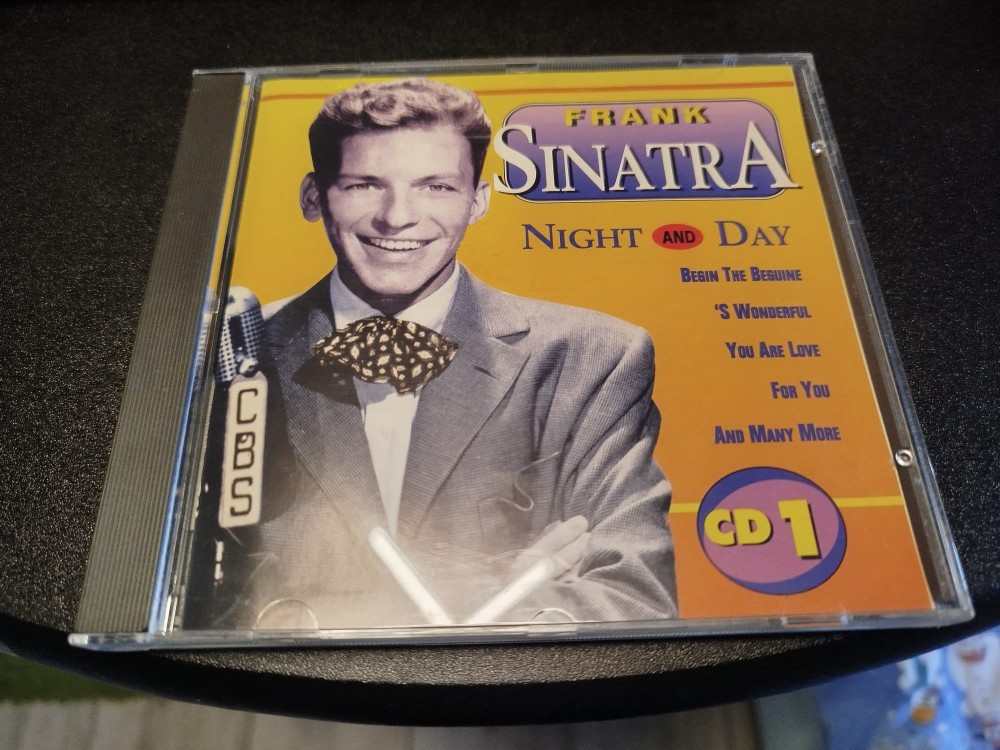 FRANK
SINATRA
NIGHT AND DAY
BEGIN THE BEGUINE
'S WONDERFUL
YOU ARE LOVE
FOR YOU
AND MANY MORE
CD 1
CBS